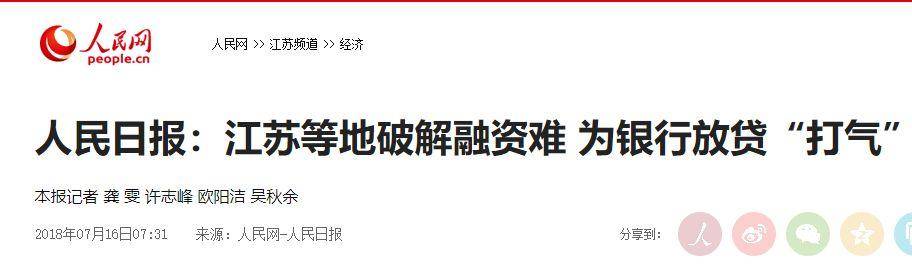 人民网
people.cn
人民网 >> 江苏频道 >> 经济
人民日报：江苏等地破解融资难 为银行放贷“打气”
本报记者 龚 雯 许志峰 欧阳洁 吴秋余
2018年07月16日07:31 来源：人民网-人民日报 分享到： 人